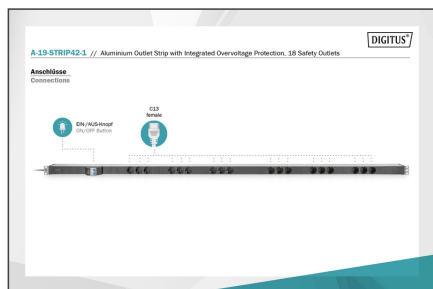 DIGITUS®
A-19-STRIP42-1 // Aluminium Outlet Strip with Integrated Overvoltage Protection, 18 Safety Outlets
Anschlüsse
Connections
C13
female
EIN-/AUS-Knopf
ON/OFF Button